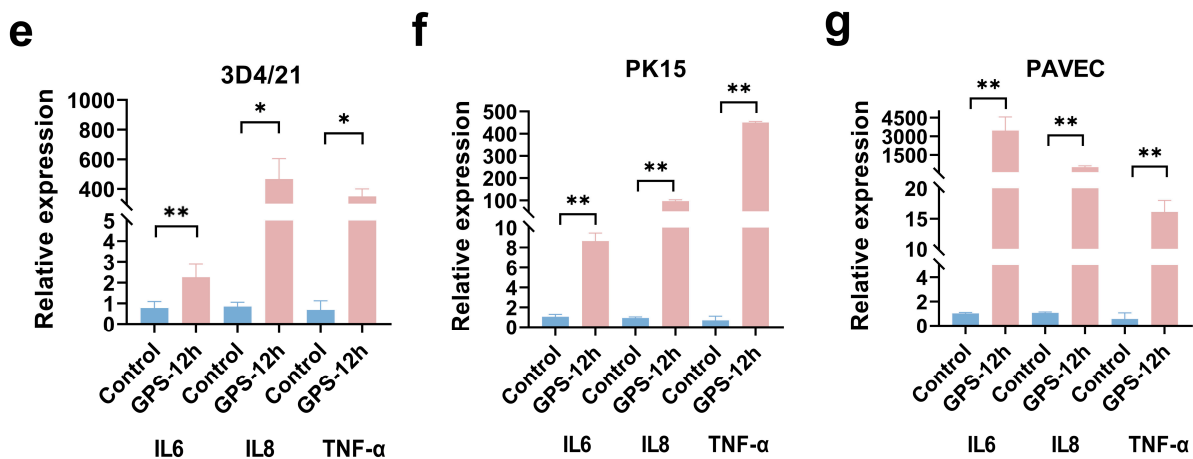 e
3D4/21
Relative expression
1000
800
600
400
5
4
3
2
1
0
**
*
*
Control
GPS-12h
Control
GPS-12h
Control
GPS-12h
IL6 IL8 TNF-α
f
PK15
Relative expression
500
400
300
200
100
10
8
6
4
2
0
**
**
**
Control
GPS-12h
Control
GPS-12h
Control
GPS-12h
IL6 IL8 TNF-α
g
PAVEC
Relative expression
4500
3000
1500
20
15
10
4
2
0
**
**
**
Control
GPS-12h
Control
GPS-12h
Control
GPS-12h
IL6 IL8 TNF-α